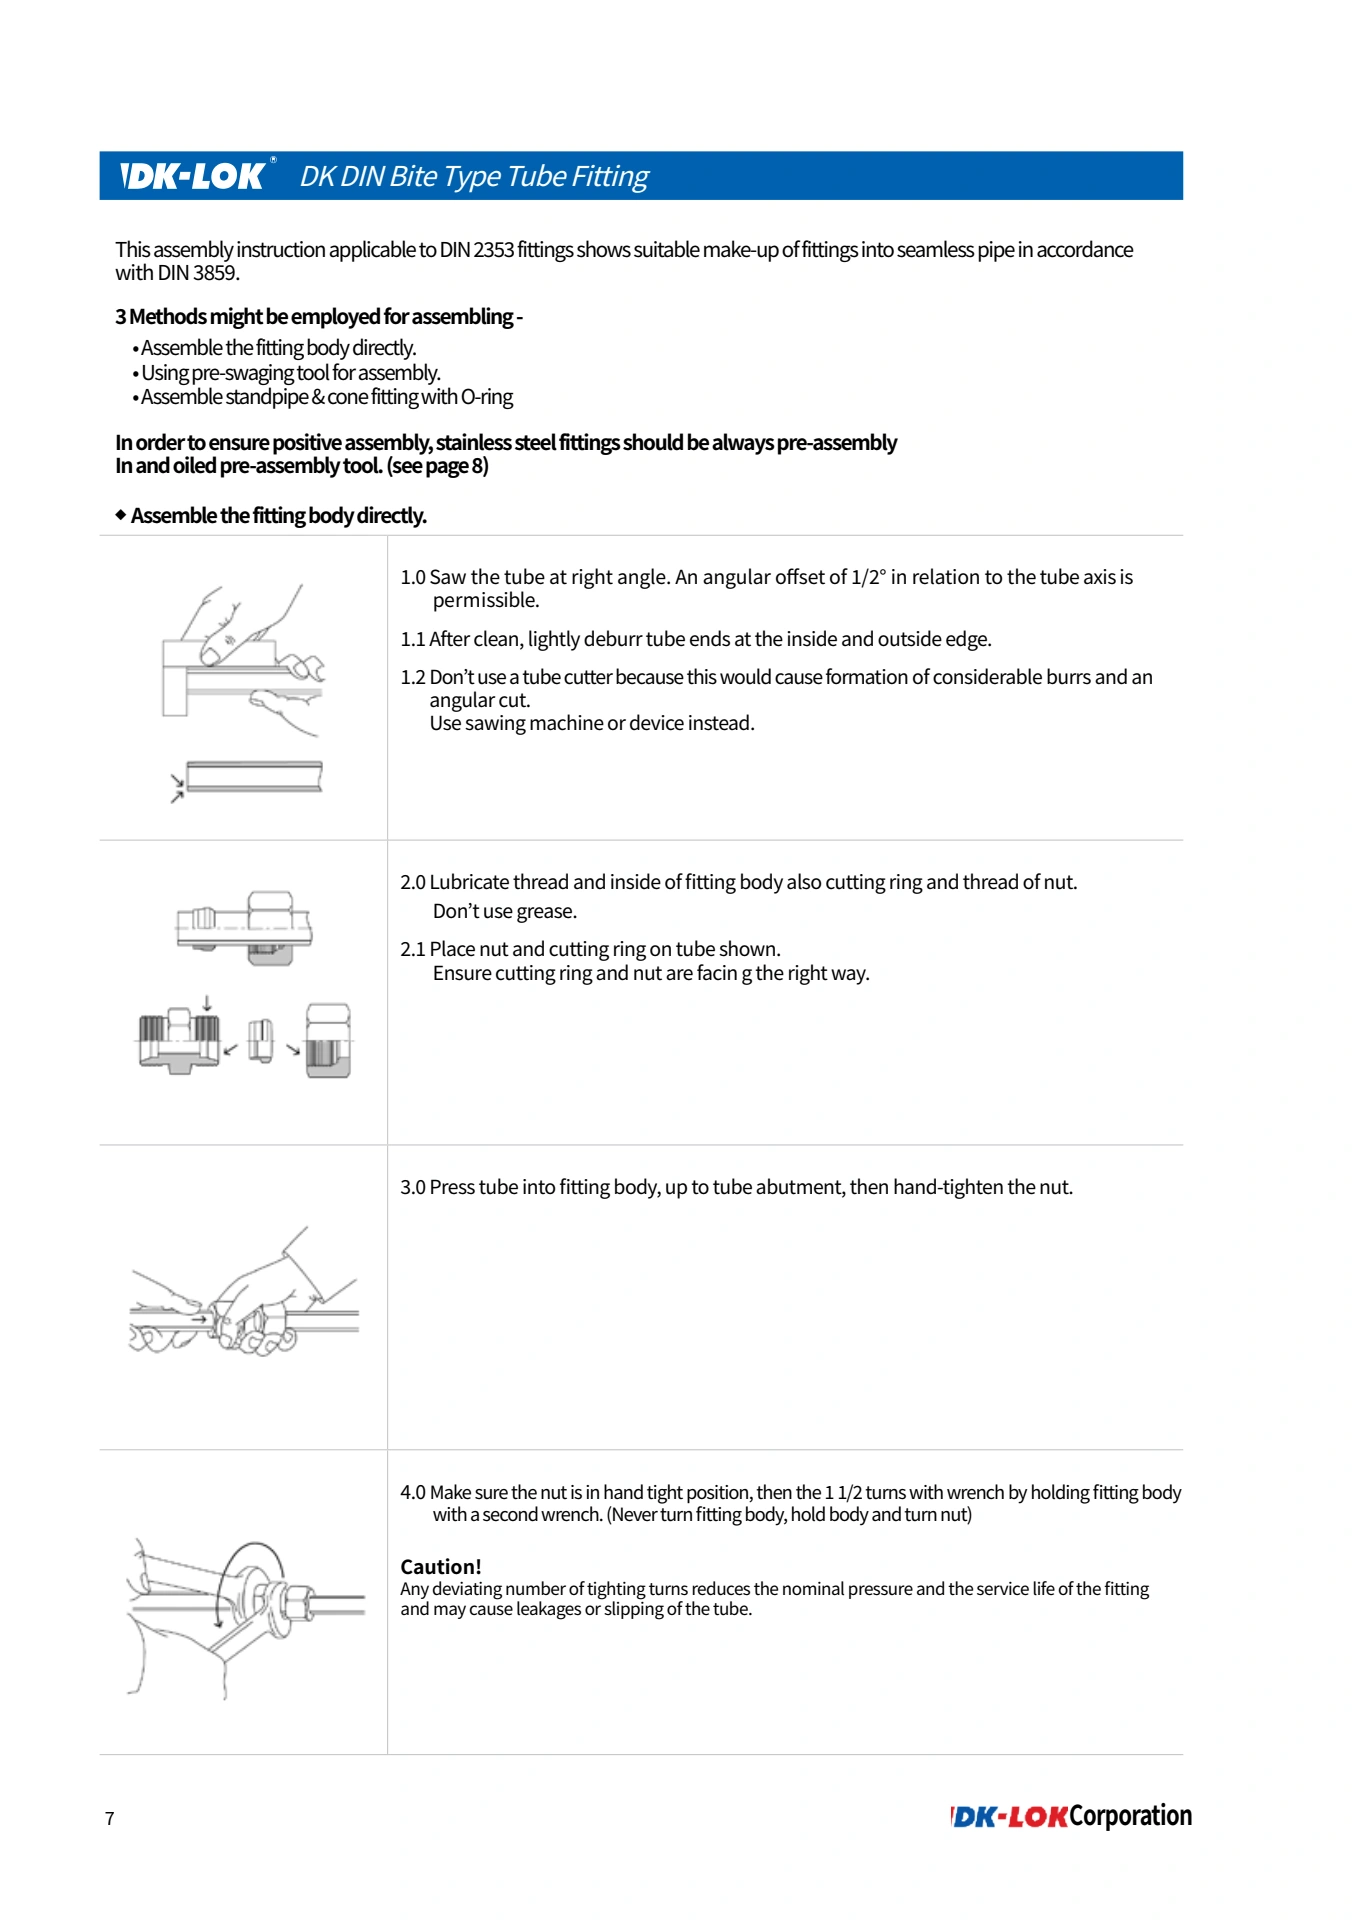 DK-LOK® DK DIN Bite Type Tube Fitting
This assembly instruction applicable to DIN 2353 fittings shows suitable make-up of fittings into seamless pipe in accordance
with DIN 3859.
3 Methods might be employed for assembling -
• Assemble the fitting body directly.
• Using pre-swaging tool for assembly.
• Assemble standpipe & cone fitting with O-ring
In order to ensure positive assembly, stainless steel fittings should be always pre-assembly
In and oiled pre-assembly tool. (see page 8)
◆ Assemble the fitting body directly.
1.0 Saw the tube at right angle. An angular offset of 1/2° in relation to the tube axis is
permissible.
1.1 After clean, lightly deburr tube ends at the inside and outside edge.
1.2 Don’t use a tube cutter because this would cause formation of considerable burrs and an
angular cut.
Use sawing machine or device instead.
2.0 Lubricate thread and inside of fitting body also cutting ring and thread of nut.
Don’t use grease.
2.1 Place nut and cutting ring on tube shown.
Ensure cutting ring and nut are facin g the right way.
3.0 Press tube into fitting body, up to tube abutment, then hand-tighten the nut.
4.0 Make sure the nut is in hand tight position, then the 1 1/2 turns with wrench by holding fitting body
with a second wrench. (Never turn fitting body, hold body and turn nut)
Caution!
Any deviating number of tighting turns reduces the nominal pressure and the service life of the fitting
and may cause leakages or slipping of the tube.
7
DK-LOK Corporation